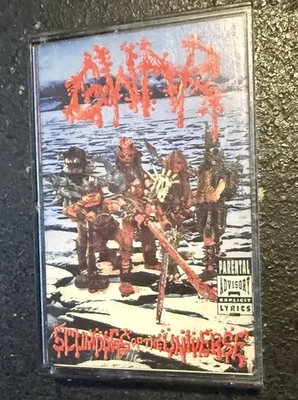 GWAR
PARENTAL
ADVISORY
EXPLICIT
LYRICS
SCUMDOGS OF THE UNIVERSE